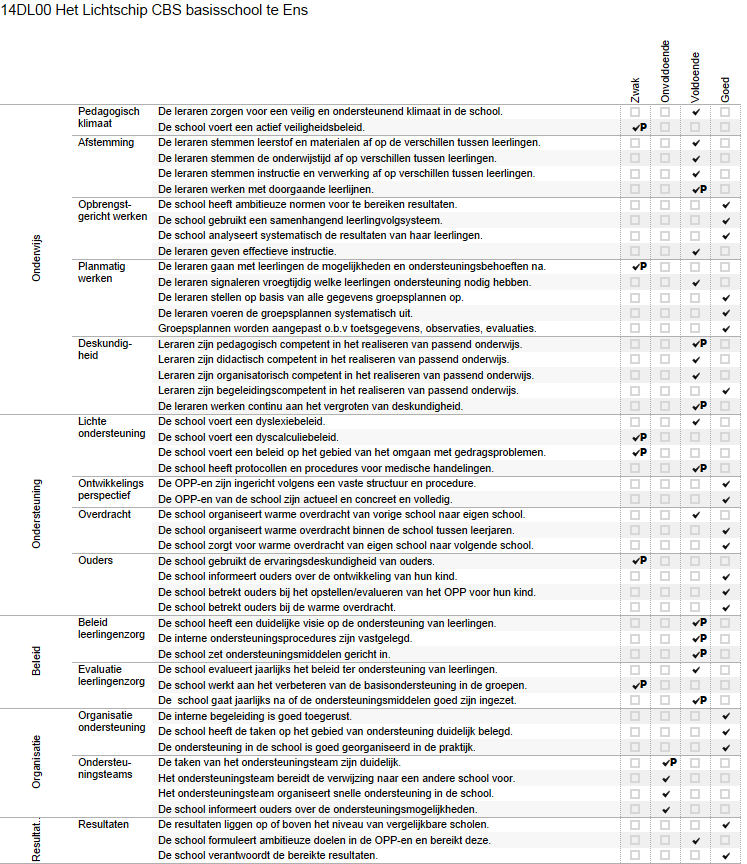 14DL00 Het Lichtschip CBS basisschool te Ens
Zwak
Onvoldoende
Voldoende
Goed
Onderwijs
Pedagogisch klimaat
De leraren zorgen voor een veilig en ondersteunend klimaat in de school.
De school voert een actief veiligheidsbeleid. P
Afstemming
De leraren stemmen leerstof en materialen af op de verschillen tussen leerlingen.
De leraren stemmen de onderwijstijd af op verschillen tussen leerlingen.
De leraren stemmen instructie en verwerking af op verschillen tussen leerlingen.
De leraren werken met doorgaande leerlijnen. P
Opbrengst-
gericht werken
De school heeft ambitieuze normen voor te bereiken resultaten.
De school gebruikt een samenhangend leerlingvolgsysteem.
De school analyseert systematisch de resultaten van haar leerlingen.
De leraren geven effectieve instructie.
Planmatig
werken
De leraren gaan met leerlingen de mogelijkheden en ondersteuningsbehoeften na. P
De leraren signaleren vroegtijdig welke leerlingen ondersteuning nodig hebben.
De leraren stellen op basis van alle gegevens groepsplannen op.
De leraren voeren de groepsplannen systematisch uit.
Groepsplannen worden aangepast o.b.v toetsgegevens, observaties, evaluaties.
Deskundig-
heid
Leraren zijn pedagogisch competent in het realiseren van passend onderwijs. P
Leraren zijn didactisch competent in het realiseren van passend onderwijs.
Leraren zijn organisatorisch competent in het realiseren van passend onderwijs.
Leraren zijn begeleidingscompetent in het realiseren van passend onderwijs.
De leraren werken continu aan het vergroten van deskundigheid. P
Ondersteuning
Lichte
ondersteuning
De school voert een dyslexiebeleid.
De school voert een dyscalculiebeleid. P
De school voert een beleid op het gebied van het omgaan met gedragsproblemen. P
De school heeft protocollen en procedures voor medische handelingen. P
Ontwikkelings
perspectief
De OPP-en zijn ingericht volgens een vaste structuur en procedure.
De OPP-en van de school zijn actueel en concreet en volledig.
Overdracht
De school organiseert warme overdracht van vorige school naar eigen school.
De school organiseert warme overdracht binnen de school tussen leerjaren.
De school zorgt voor warme overdracht van eigen school naar volgende school.
Ouders
De school gebruikt de ervaringsdeskundigheid van ouders. P
De school informeert ouders over de ontwikkeling van hun kind.
De school betrekt ouders bij het opstellen/evalueren van het OPP voor hun kind.
De school betrekt ouders bij de warme overdracht.
Beleid
Beleid
leerlingenzorg
De school heeft een duidelijke visie op de ondersteuning van leerlingen. P
De interne ondersteuningsprocedures zijn vastgelegd. P
De school zet ondersteuningsmiddelen gericht in. P
Evaluatie
leerlingenzorg
De school evalueert jaarlijks het beleid ter ondersteuning van leerlingen.
De school werkt aan het verbeteren van de basisondersteuning in de groepen. P
De school gaat jaarlijks na of de ondersteuningsmiddelen goed zijn ingezet. P
Organisatie
Organisatie
ondersteuning
De interne begeleiding is goed toegerust.
De school heeft de taken op het gebied van ondersteuning duidelijk belegd.
De ondersteuning in de school is goed georganiseerd in de praktijk.
Ondersteu-
ningsteams
De taken van het ondersteuningsteam zijn duidelijk. P
Het ondersteuningsteam bereidt de verwijzing naar een andere school voor.
Het ondersteuningsteam organiseert snelle ondersteuning in de school.
De school informeert ouders over de ondersteuningsmogelijkheden.
Resultat..
Resultaten
De resultaten liggen op of boven het niveau van vergelijkbare scholen.
De school formuleert ambitieuze doelen in de OPP-en en bereikt deze.
De school verantwoordt de bereikte resultaten.